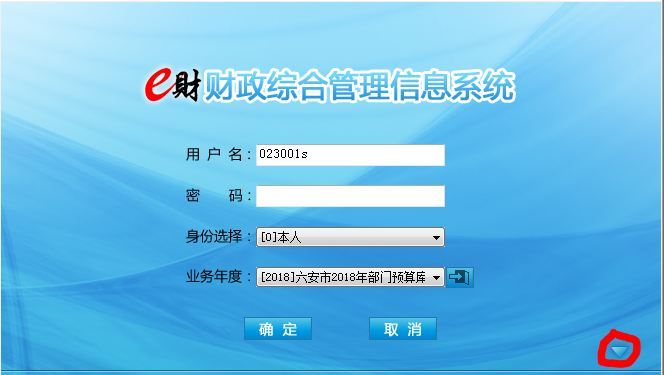 e財财政综合管理信息系统
用 户 名：023001s
密 码：
身份选择：[0]本人
业务年度：[2018]六安市2018年部门预算库
确 定 取 消